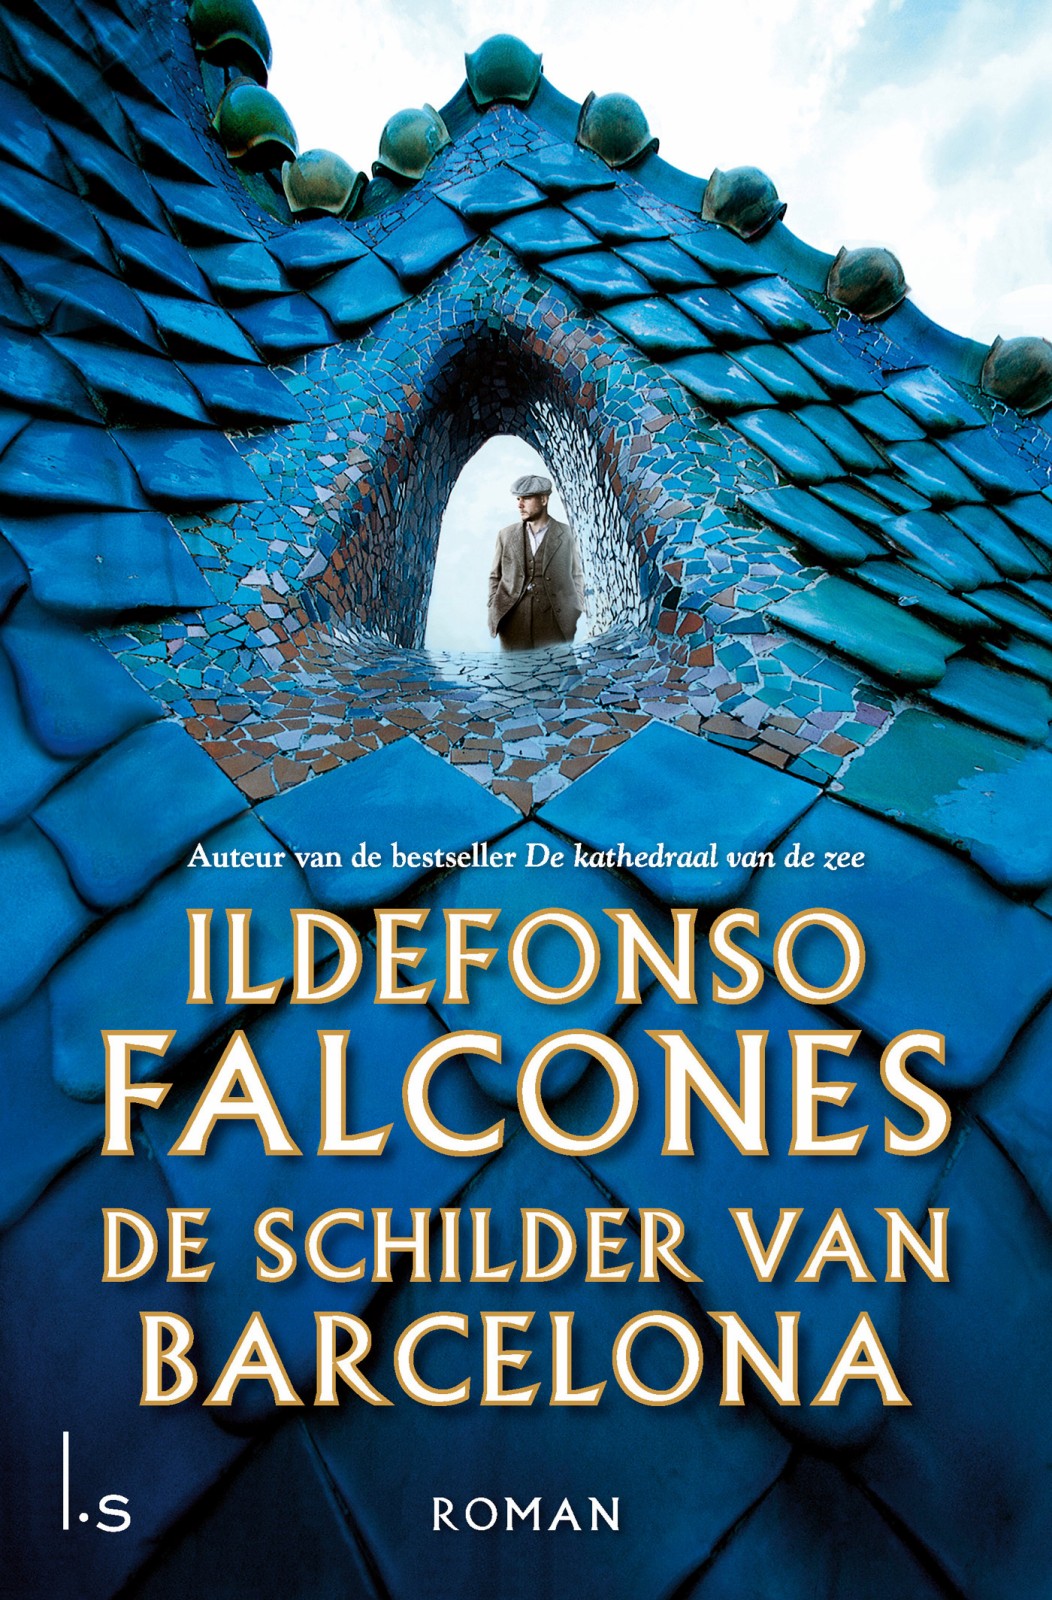 Auteur van de bestseller De kathedraal van de zee
ILDEFONSO
FALCONES
DE SCHILDER VAN
BARCELONA
l.s
ROMAN